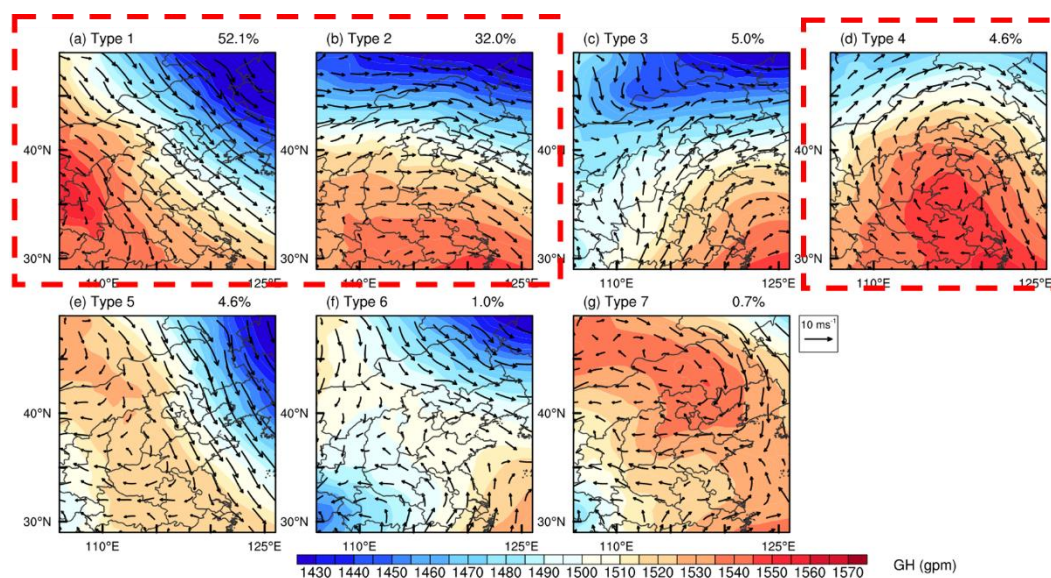 (a) Type 1 52.1%
(b) Type 2 32.0%
(c) Type 3 5.0%
(d) Type 4 4.6%
40°N 40°N 40°N 40°N
30°N 30°N 30°N 30°N
110°E 125°E 110°E 125°E 110°E 125°E 110°E 125°E
(e) Type 5 4.6%
(f) Type 6 1.0%
(g) Type 7 0.7%
10 ms⁻¹
40°N 40°N 40°N
30°N 30°N 30°N
110°E 125°E 110°E 125°E 110°E 125°E
1430 1440 1450 1460 1470 1480 1490 1500 1510 1520 1530 1540 1550 1560 1570
GH (gpm)